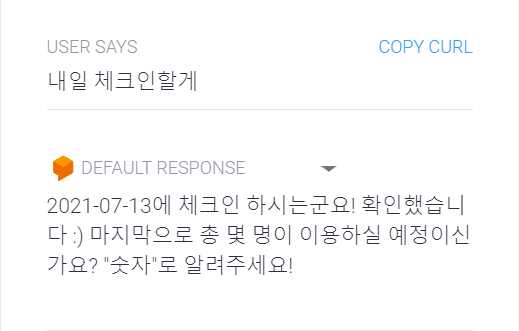 USER SAYS COPY CURL
내일 체크인할게
DEFAULT RESPONSE
2021-07-13에 체크인 하시는군요! 확인했습니
다 :) 마지막으로 총 몇 명이 이용하실 예정이신
가요? "숫자"로 알려주세요!